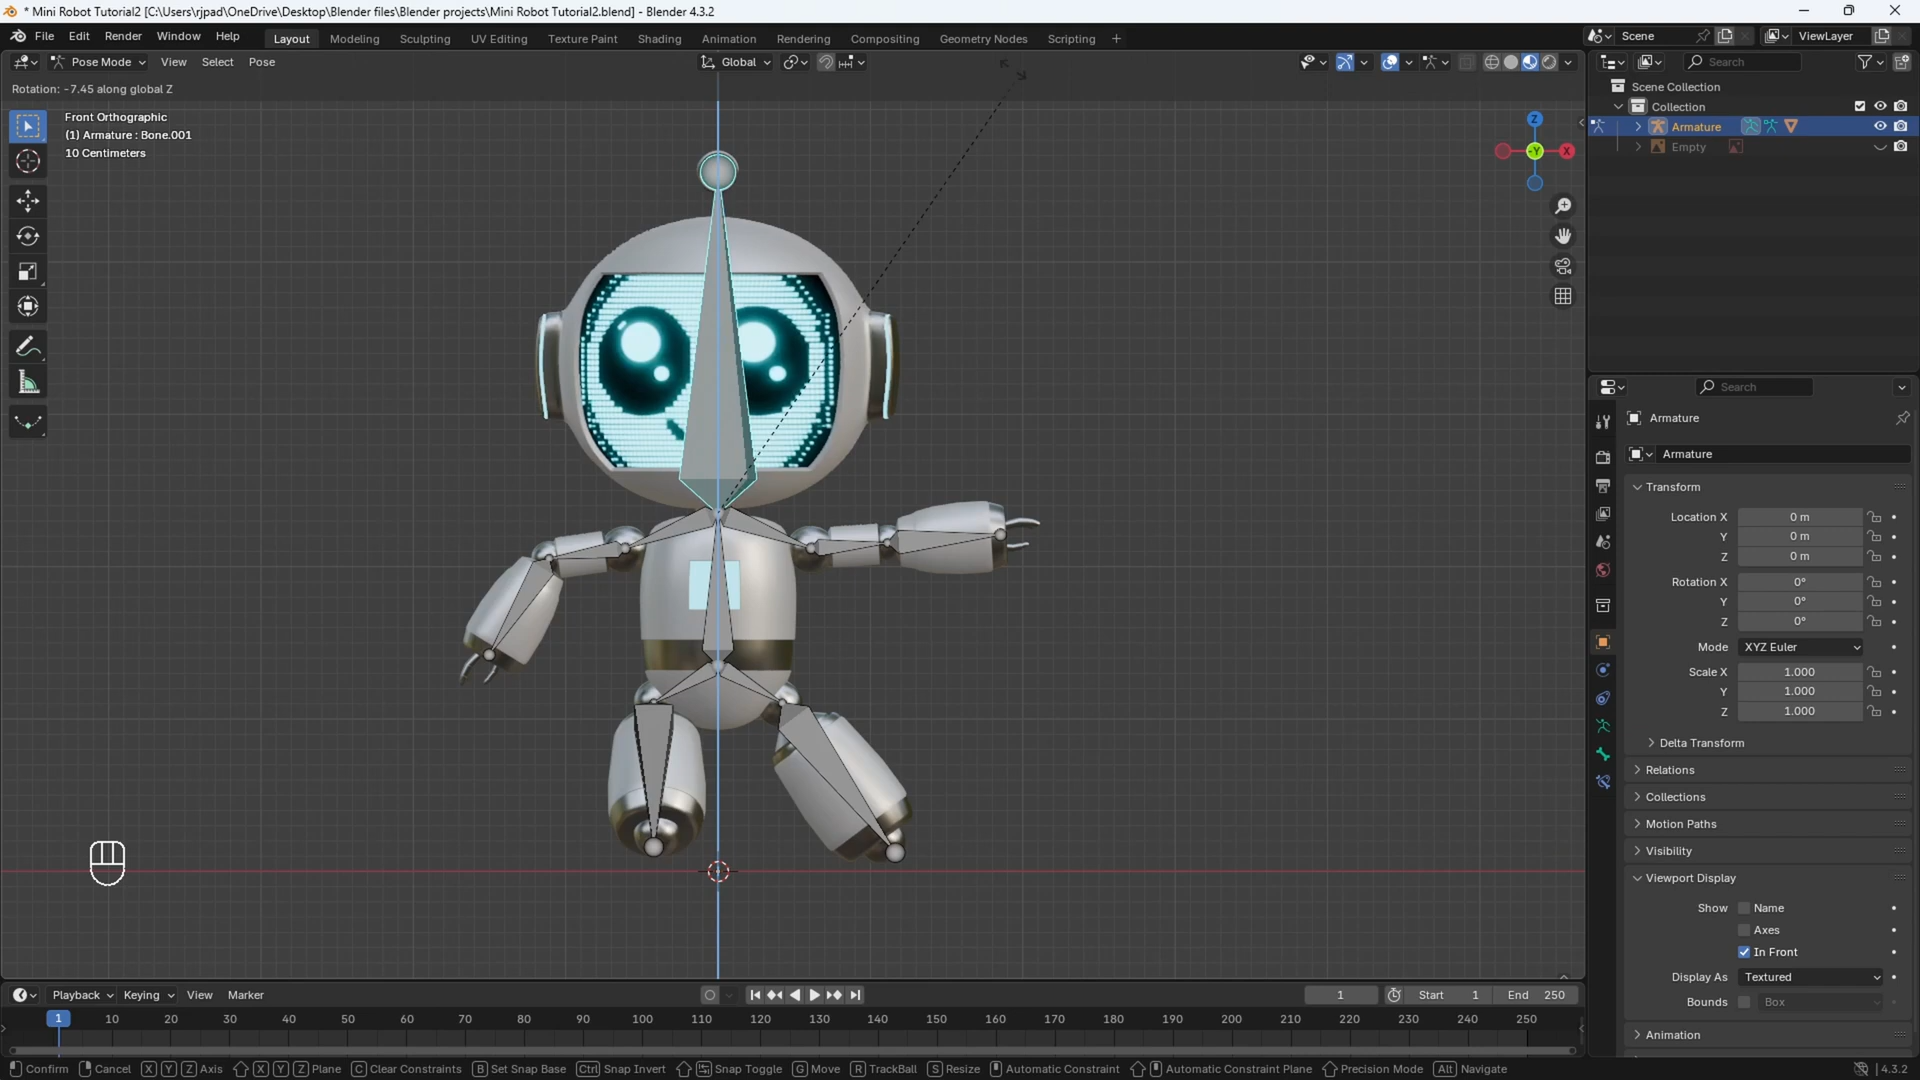 * Mini Robot Tutorial2 [C:\Users\rjpad\OneDrive\Desktop\Blender files\Blender projects\Mini Robot Tutorial2.blend] - Blender 4.3.2
File Edit Render Window Help Layout Modeling Sculpting UV Editing Texture Paint Shading Animation Rendering Compositing Geometry Nodes Scripting + Scene ViewLayer
Pose Mode View Select Pose Global Search
Rotation: -7.45 along global Z
Scene Collection
Collection
Front Orthographic
(1) Armature : Bone.001
10 Centimeters
Armature
Empty
Z
-Y
X
Search
Armature
Armature
Transform
Location X 0 m
Y 0 m
Z 0 m
Rotation X 0°
Y 0°
Z 0°
Mode XYZ Euler
Scale X 1.000
Y 1.000
Z 1.000
Delta Transform
Relations
Collections
Motion Paths
Visibility
Viewport Display
Show Name
Axes
In Front
Display As Textured
Bounds Box
Animation
Playback Keying View Marker 1 Start 1 End 250
1 10 20 30 40 50 60 70 80 90 100 110 120 130 140 150 160 170 180 190 200 210 220 230 240 250
Confirm Cancel X Y Z Axis X Y Z Plane C Clear Constraints B Set Snap Base Ctrl Snap Invert Snap Toggle G Move R TrackBall S Resize Automatic Constraint Automatic Constraint Plane Precision Mode Alt Navigate 4.3.2